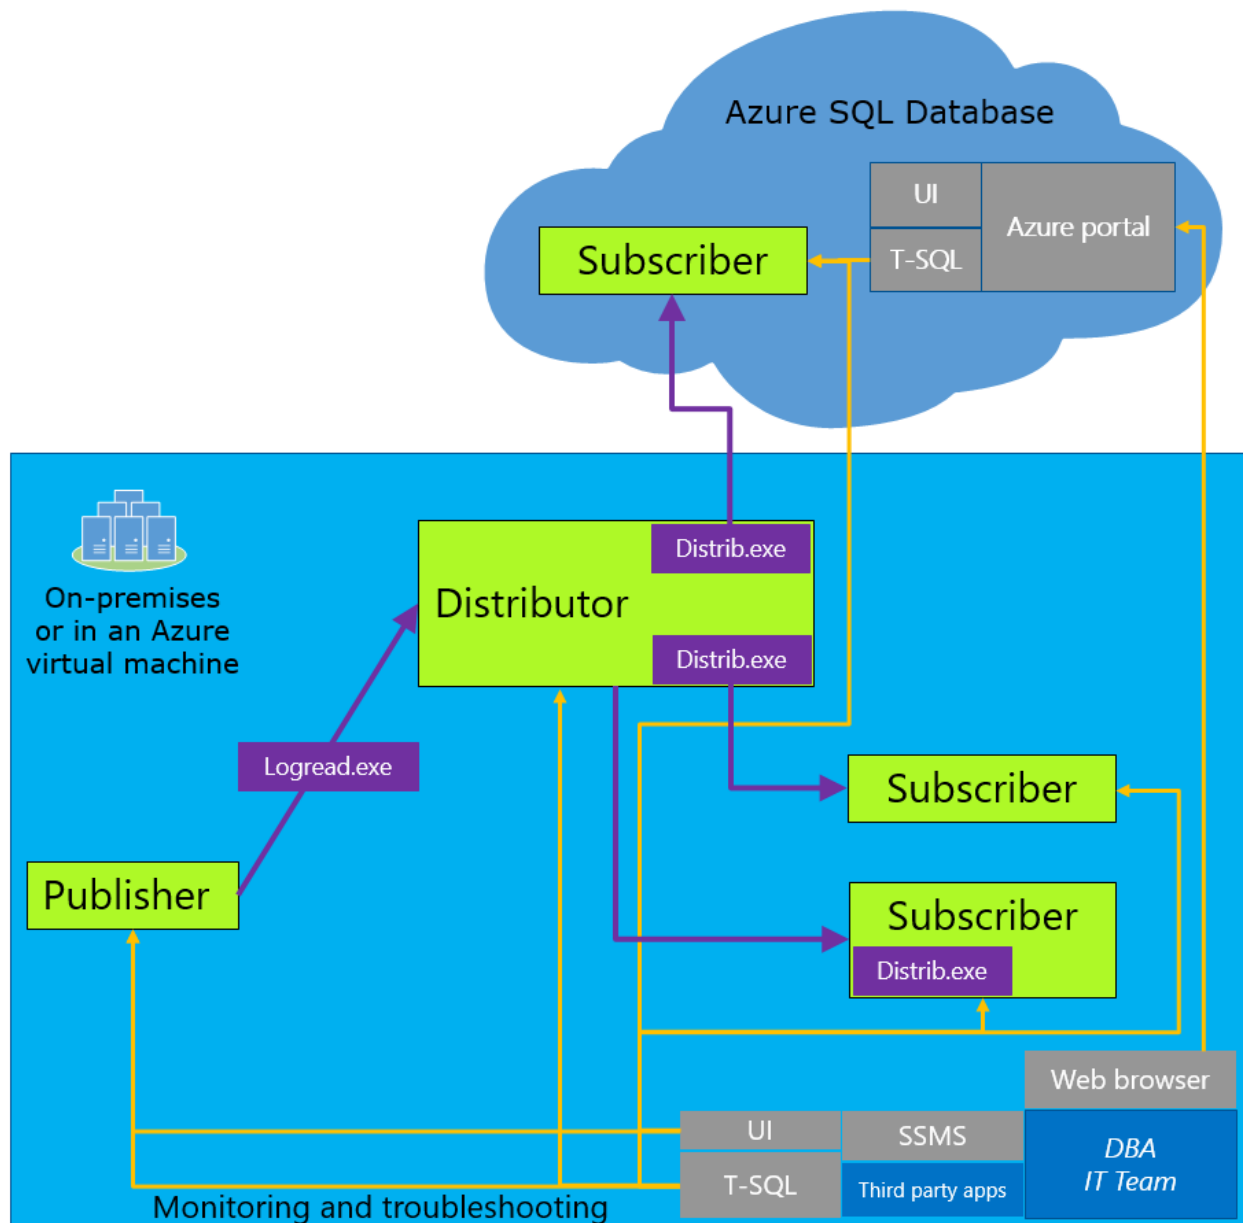 Azure SQL Database
UI
Azure portal
T-SQL
Subscriber
On-premises
or in an Azure
virtual machine
Distrib.exe
Distributor
Distrib.exe
Logread.exe
Subscriber
Publisher
Subscriber
Distrib.exe
Web browser
UI
SSMS
DBA
IT Team
T-SQL
Third party apps
Monitoring and troubleshooting